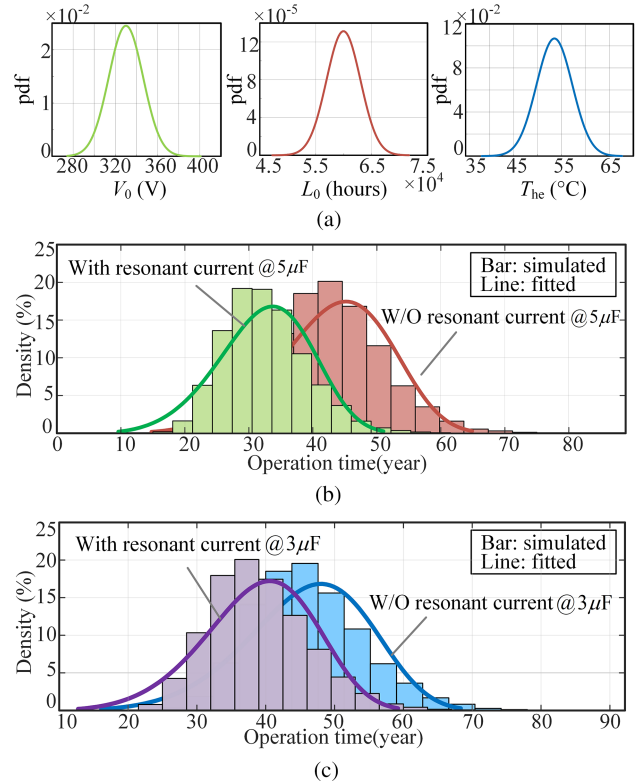 ×10⁻² ×10⁻⁵ ×10⁻²
pdf 2 1 0 280 320 360 400 V₀ (V)
pdf 12 8 4 0 4.5 5.5 6.5 7.5 ×10⁴ L₀ (hours)
pdf 12 8 4 0 35 45 55 65 Tₕₑ (°C)
(a)
25
With resonant current @5μF
Bar: simulated
Line: fitted
20
W/O resonant current @5μF
15
10
5
0
Density (%)
0 10 20 30 40 50 60 70 80
Operation time(year)
(b)
25
With resonant current @3μF
Bar: simulated
Line: fitted
20
W/O resonant current @3μF
15
10
5
0
Density (%)
10 20 30 40 50 60 70 80 90
Operation time(year)
(c)